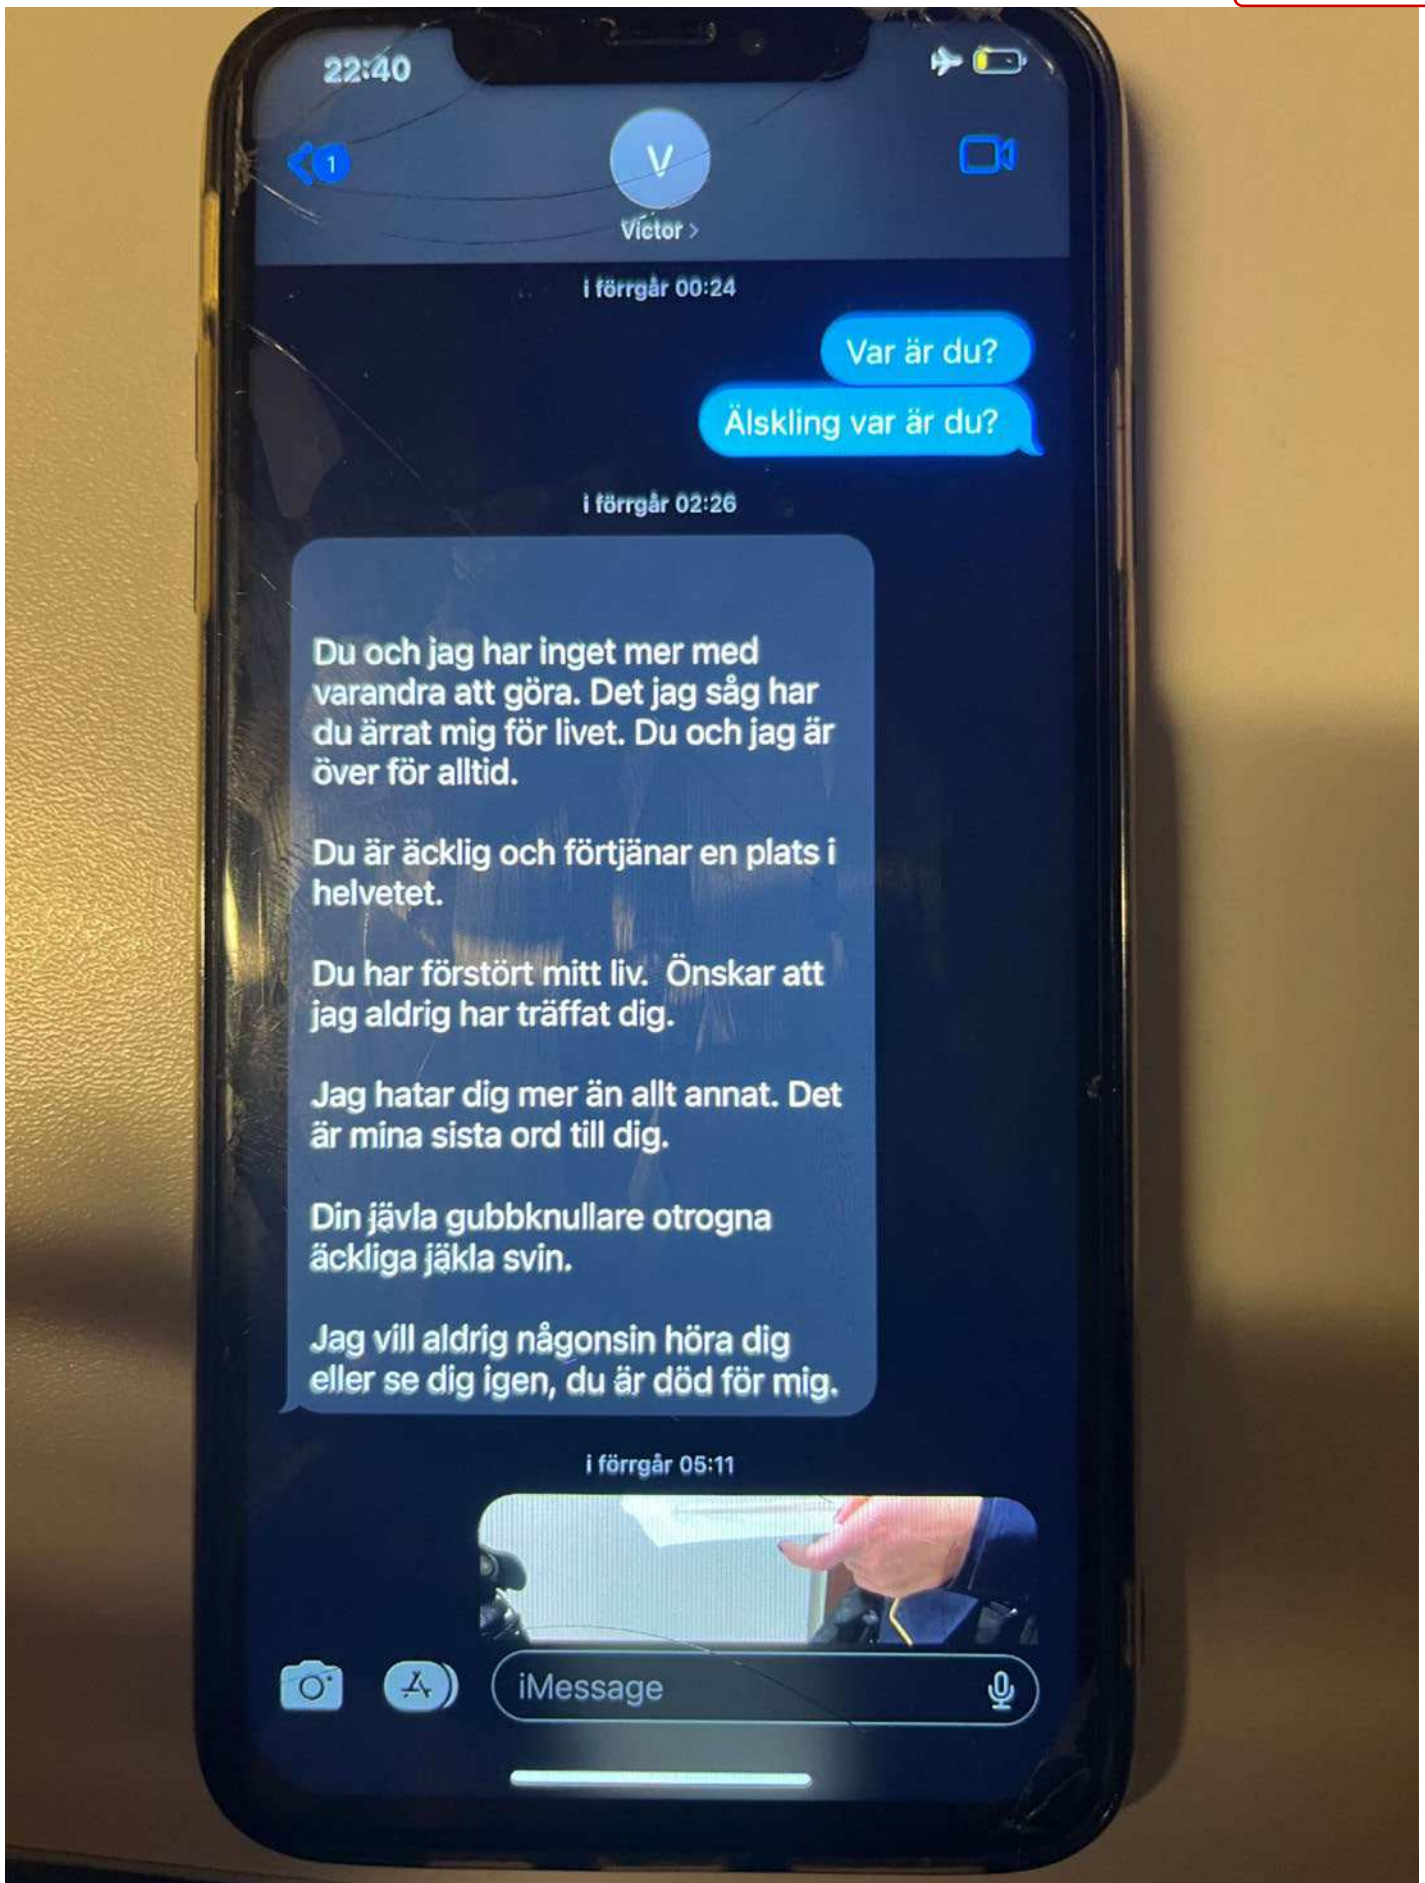 22:40
1
V
Victor >
i förrgår 00:24
Var är du?
Älskling var är du?
i förrgår 02:26
Du och jag har inget mer med
varandra att göra. Det jag såg har
du ärrat mig för livet. Du och jag är
över för alltid.
Du är äcklig och förtjänar en plats i
helvetet.
Du har förstört mitt liv.  Önskar att
jag aldrig har träffat dig.
Jag hatar dig mer än allt annat. Det
är mina sista ord till dig.
Din jävla gubbknullare otrogna
äckliga jäkla svin.
Jag vill aldrig någonsin höra dig
eller se dig igen, du är död för mig.
i förrgår 05:11
iMessage